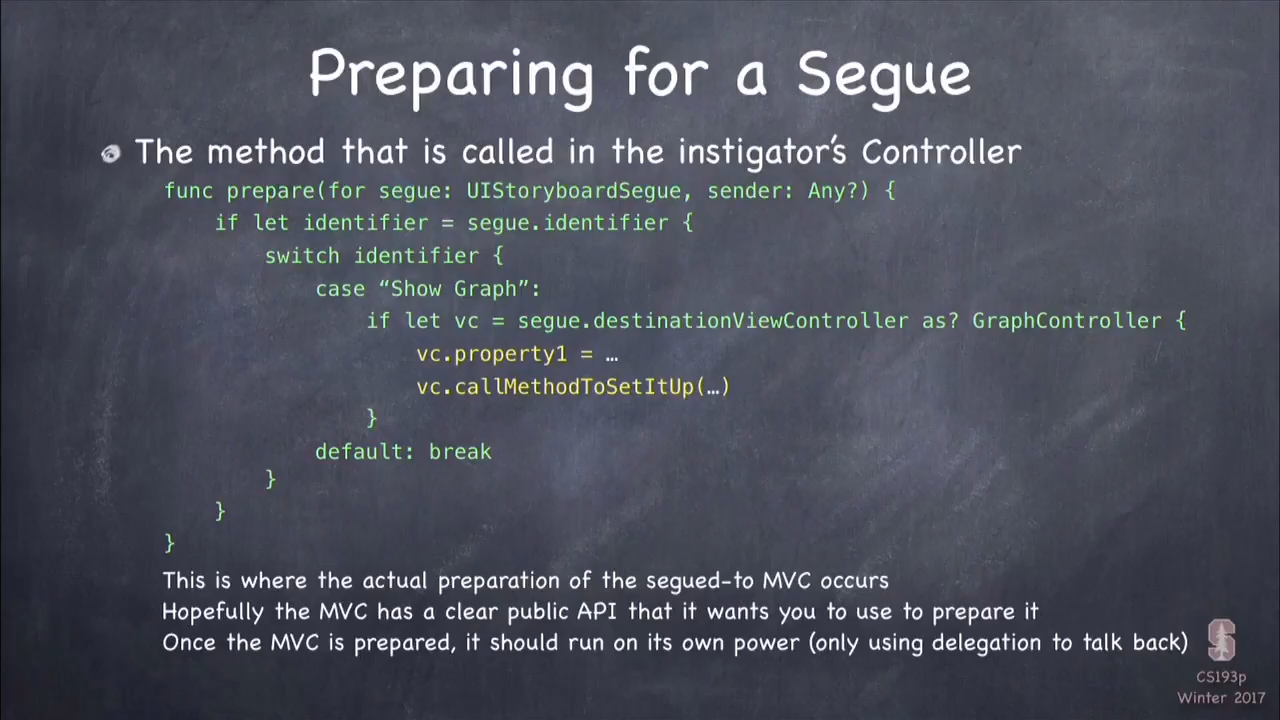 Preparing for a Segue
The method that is called in the instigator's Controller
func prepare(for segue: UIStoryboardSegue, sender: Any?) {
if let identifier = segue.identifier {
switch identifier {
case “Show Graph”:
if let vc = segue.destinationViewController as? GraphController {
vc.property1 = …
vc.callMethodToSetItUp(…)
}
default: break
}
}
}
This is where the actual preparation of the segued-to MVC occurs
Hopefully the MVC has a clear public API that it wants you to use to prepare it
Once the MVC is prepared, it should run on its own power (only using delegation to talk back)
S
CS193p
Winter 2017